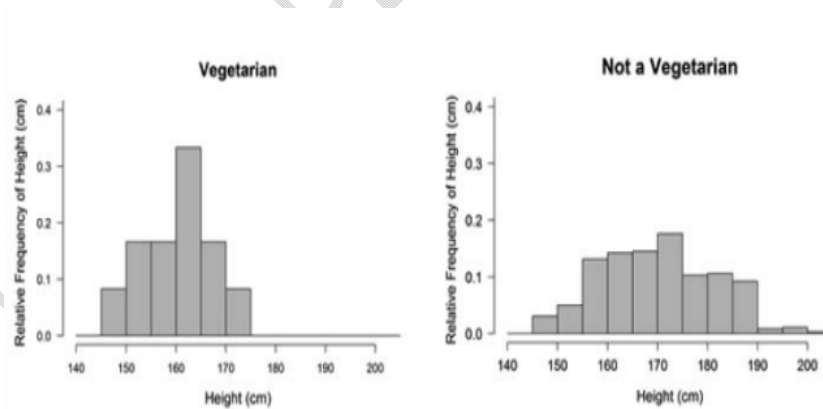 Vegetarian
Relative Frequency of Height (cm)
0.4
0.3
0.2
0.1
0.0
140 150 160 170 180 190 200
Height (cm)
Not a Vegetarian
Relative Frequency of Height (cm)
0.4
0.3
0.2
0.1
0.0
140 150 160 170 180 190 200
Height (cm)